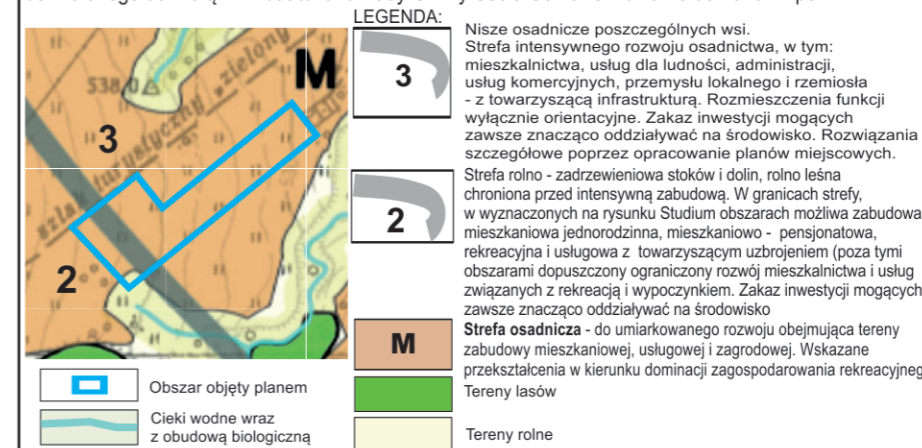 LEGENDA:
538,0
szlak turystyczny zielony
M
3
2
3
Nisze osadnicze poszczególnych wsi.
Strefa intensywnego rozwoju osadnictwa, w tym:
mieszkalnictwa, usług dla ludności, administracji,
usług komercyjnych, przemysłu lokalnego i rzemiosła
- z towarzyszącą infrastrukturą. Rozmieszczenia funkcji
wyłącznie orientacyjne. Zakaz inwestycji mogących
zawsze znacząco oddziaływać na środowisko. Rozwiązania
szczegółowe poprzez opracowanie planów miejscowych.
2
Strefa rolno - zadrzewieniowa stoków i dolin, rolno leśna
chroniona przed intensywną zabudową. W granicach strefy,
w wyznaczonych na rysunku Studium obszarach możliwa zabudowa
mieszkaniowa jednorodzinna, mieszkaniowo - pensjonatowa,
rekreacyjna i usługowa z towarzyszącym uzbrojeniem (poza tymi
obszarami dopuszczony ograniczony rozwój mieszkalnictwa i usług
związanych z rekreacją i wypoczynkiem. Zakaz inwestycji mogących
zawsze znacząco oddziaływać na środowisko
M
Strefa osadnicza - do umiarkowanego rozwoju obejmująca tereny
zabudowy mieszkaniowej, usługowej i zagrodowej. Wskazane
przekształcenia w kierunku dominacji zagospodarowania rekreacyjneg
Tereny lasów
Tereny rolne
Obszar objęty planem
Cieki wodne wraz
z obudową biologiczną